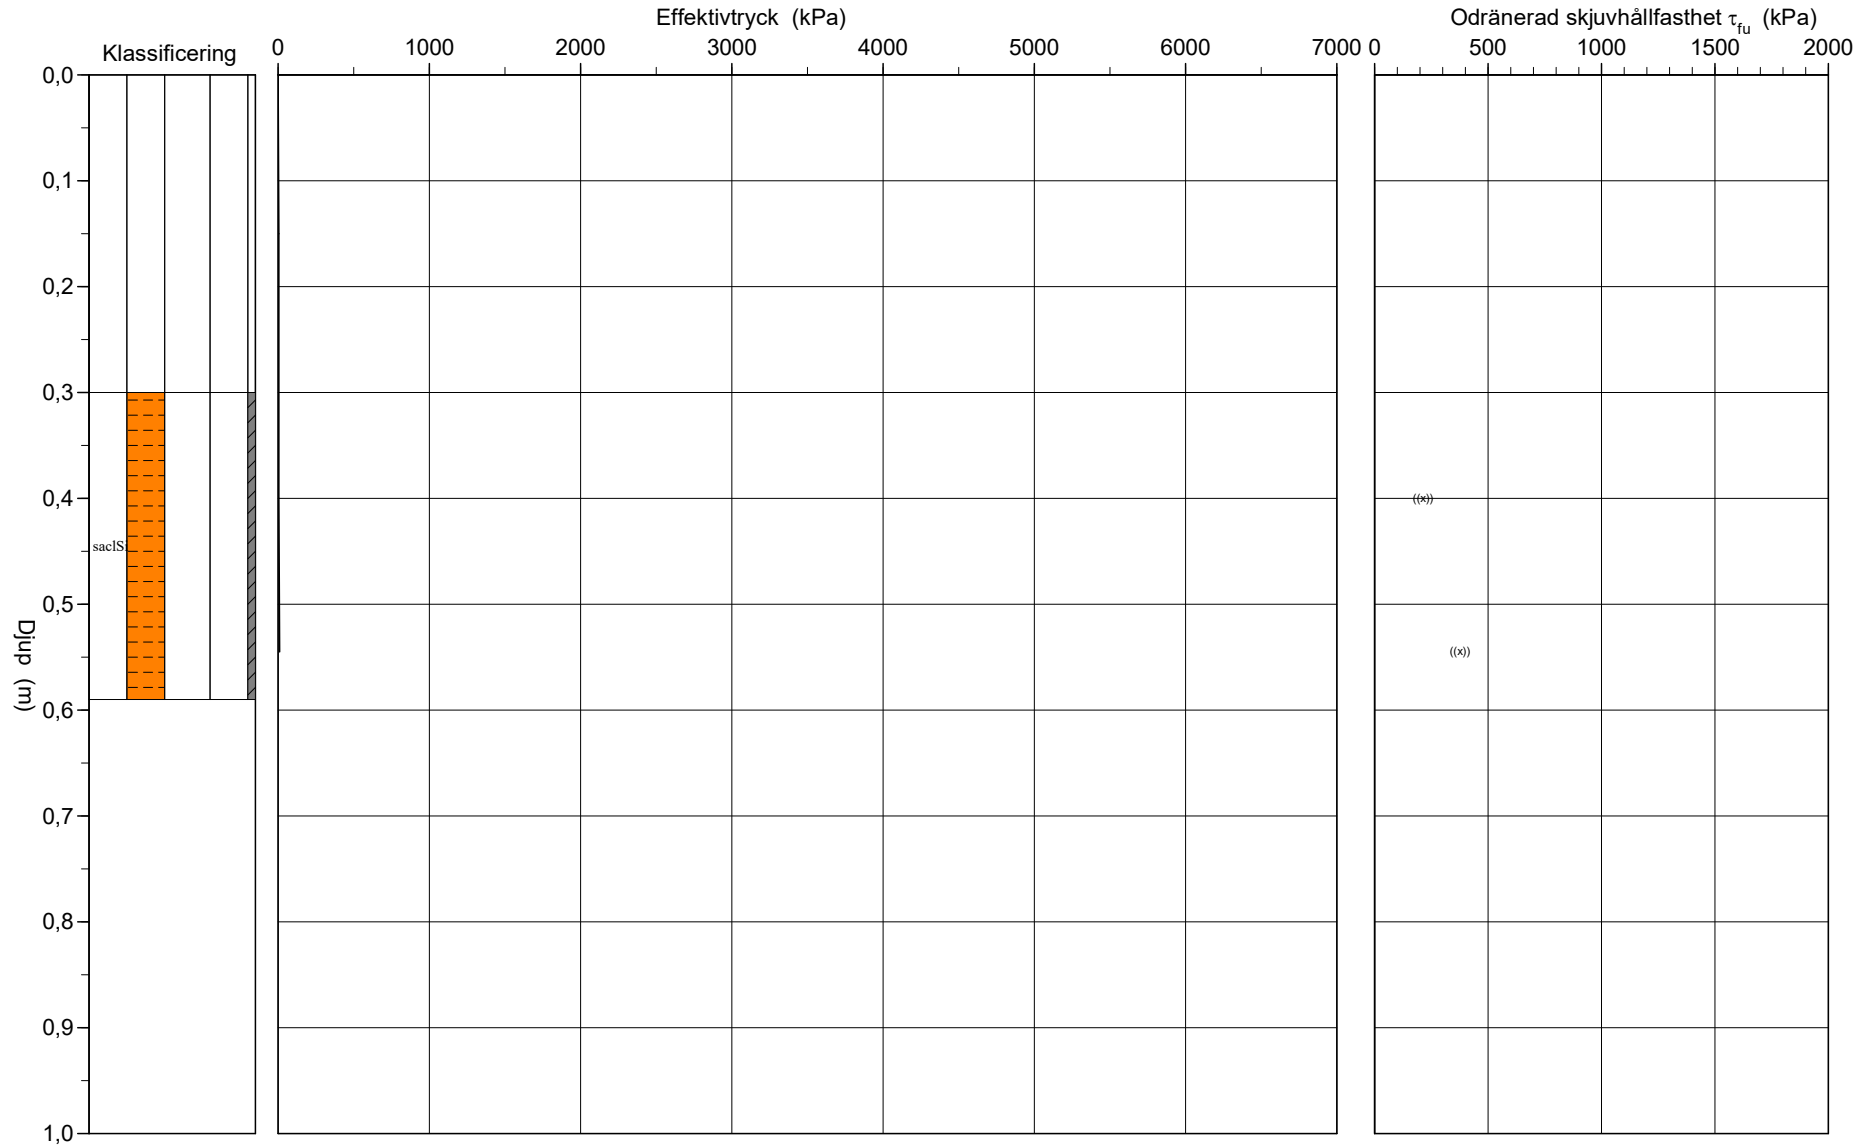 Effektivtryck (kPa)
Odränerad skjuvhållfasthet τfu (kPa)
Klassificering
0 1000 2000 3000 4000 5000 6000 7000
0 500 1000 1500 2000
0,0
0,1
0,2
0,3
0,4
((x))
saclSi
0,5
Djup (m)
((x))
0,6
0,7
0,8
0,9
1,0